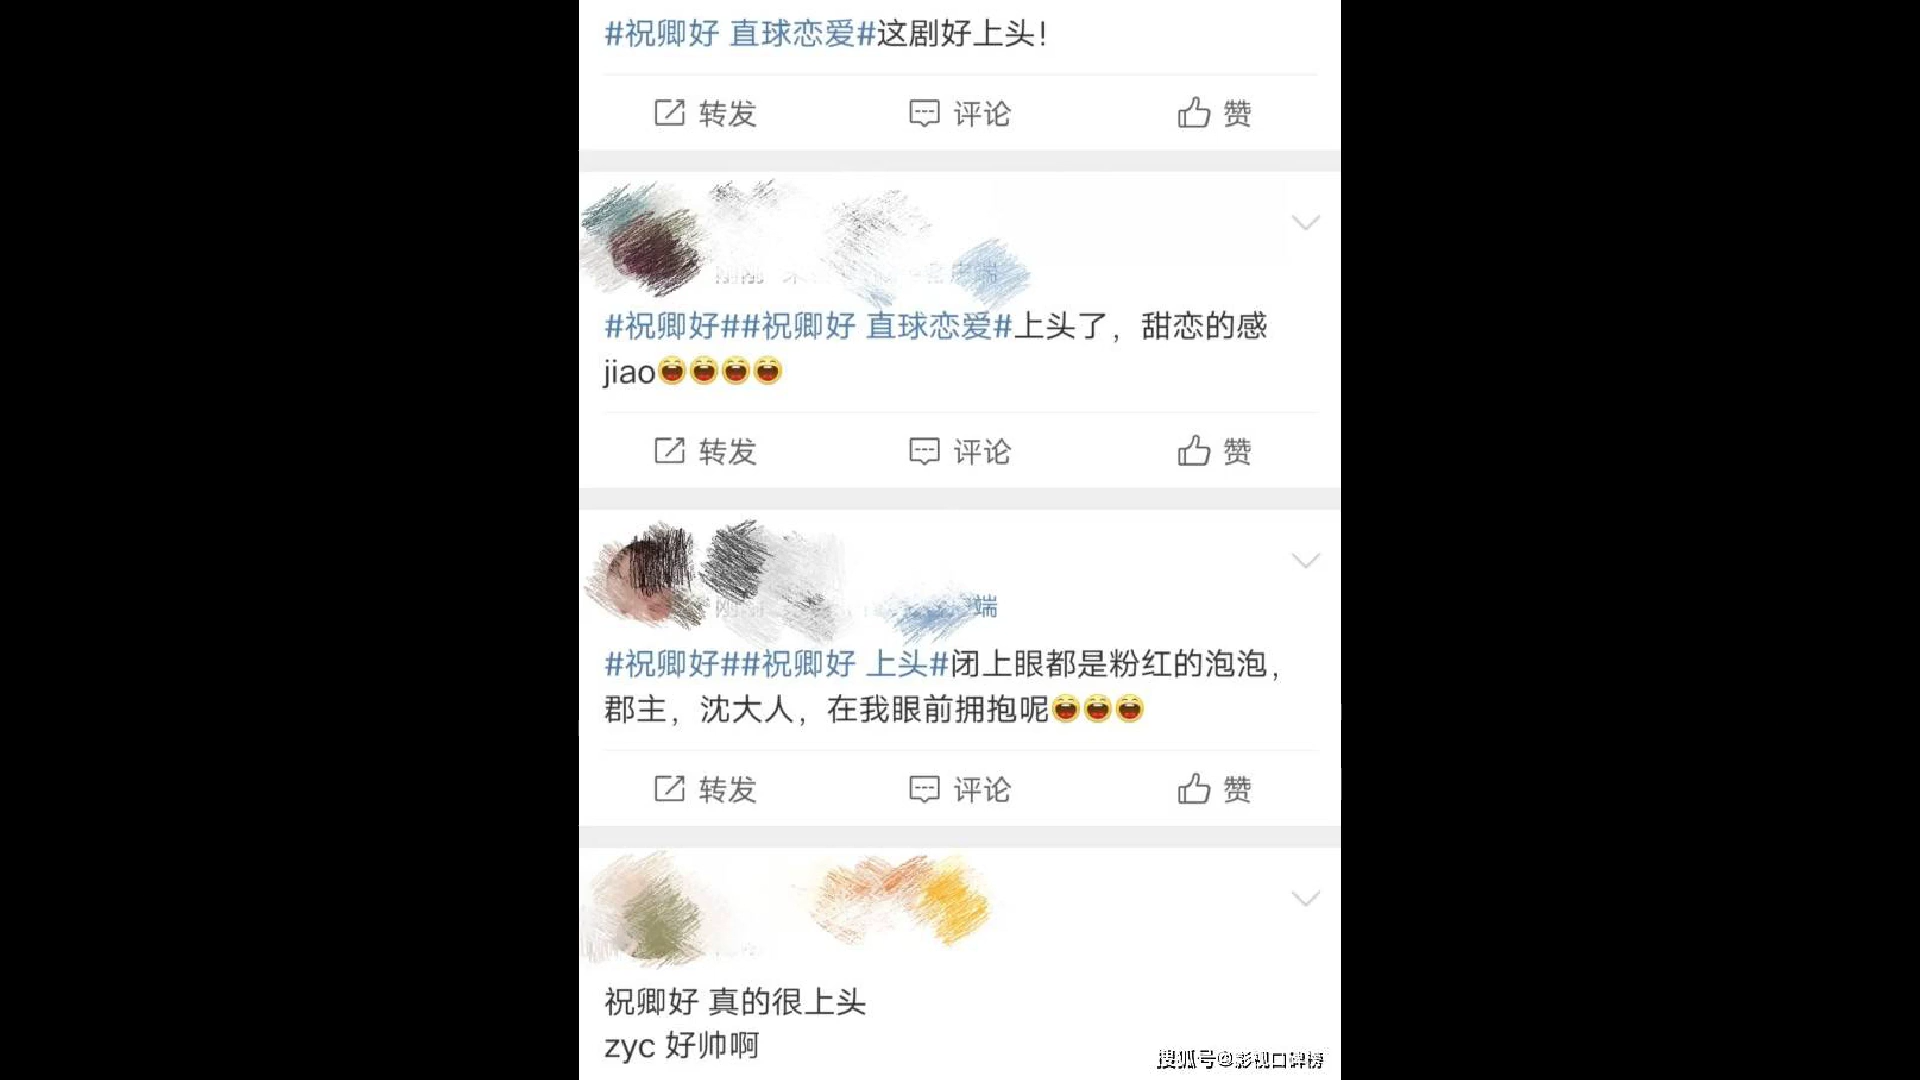 #祝卿好 直球恋爱#这剧好上头！
转发 评论 赞
#祝卿好##祝卿好 直球恋爱#上头了，甜恋的感
jiao
转发 评论 赞
端
#祝卿好##祝卿好 上头#闭上眼都是粉红的泡泡，
郡主，沈大人，在我眼前拥抱呢
转发 评论 赞
祝卿好 真的很上头
zyc 好帅啊
搜狐号@影视口碑榜